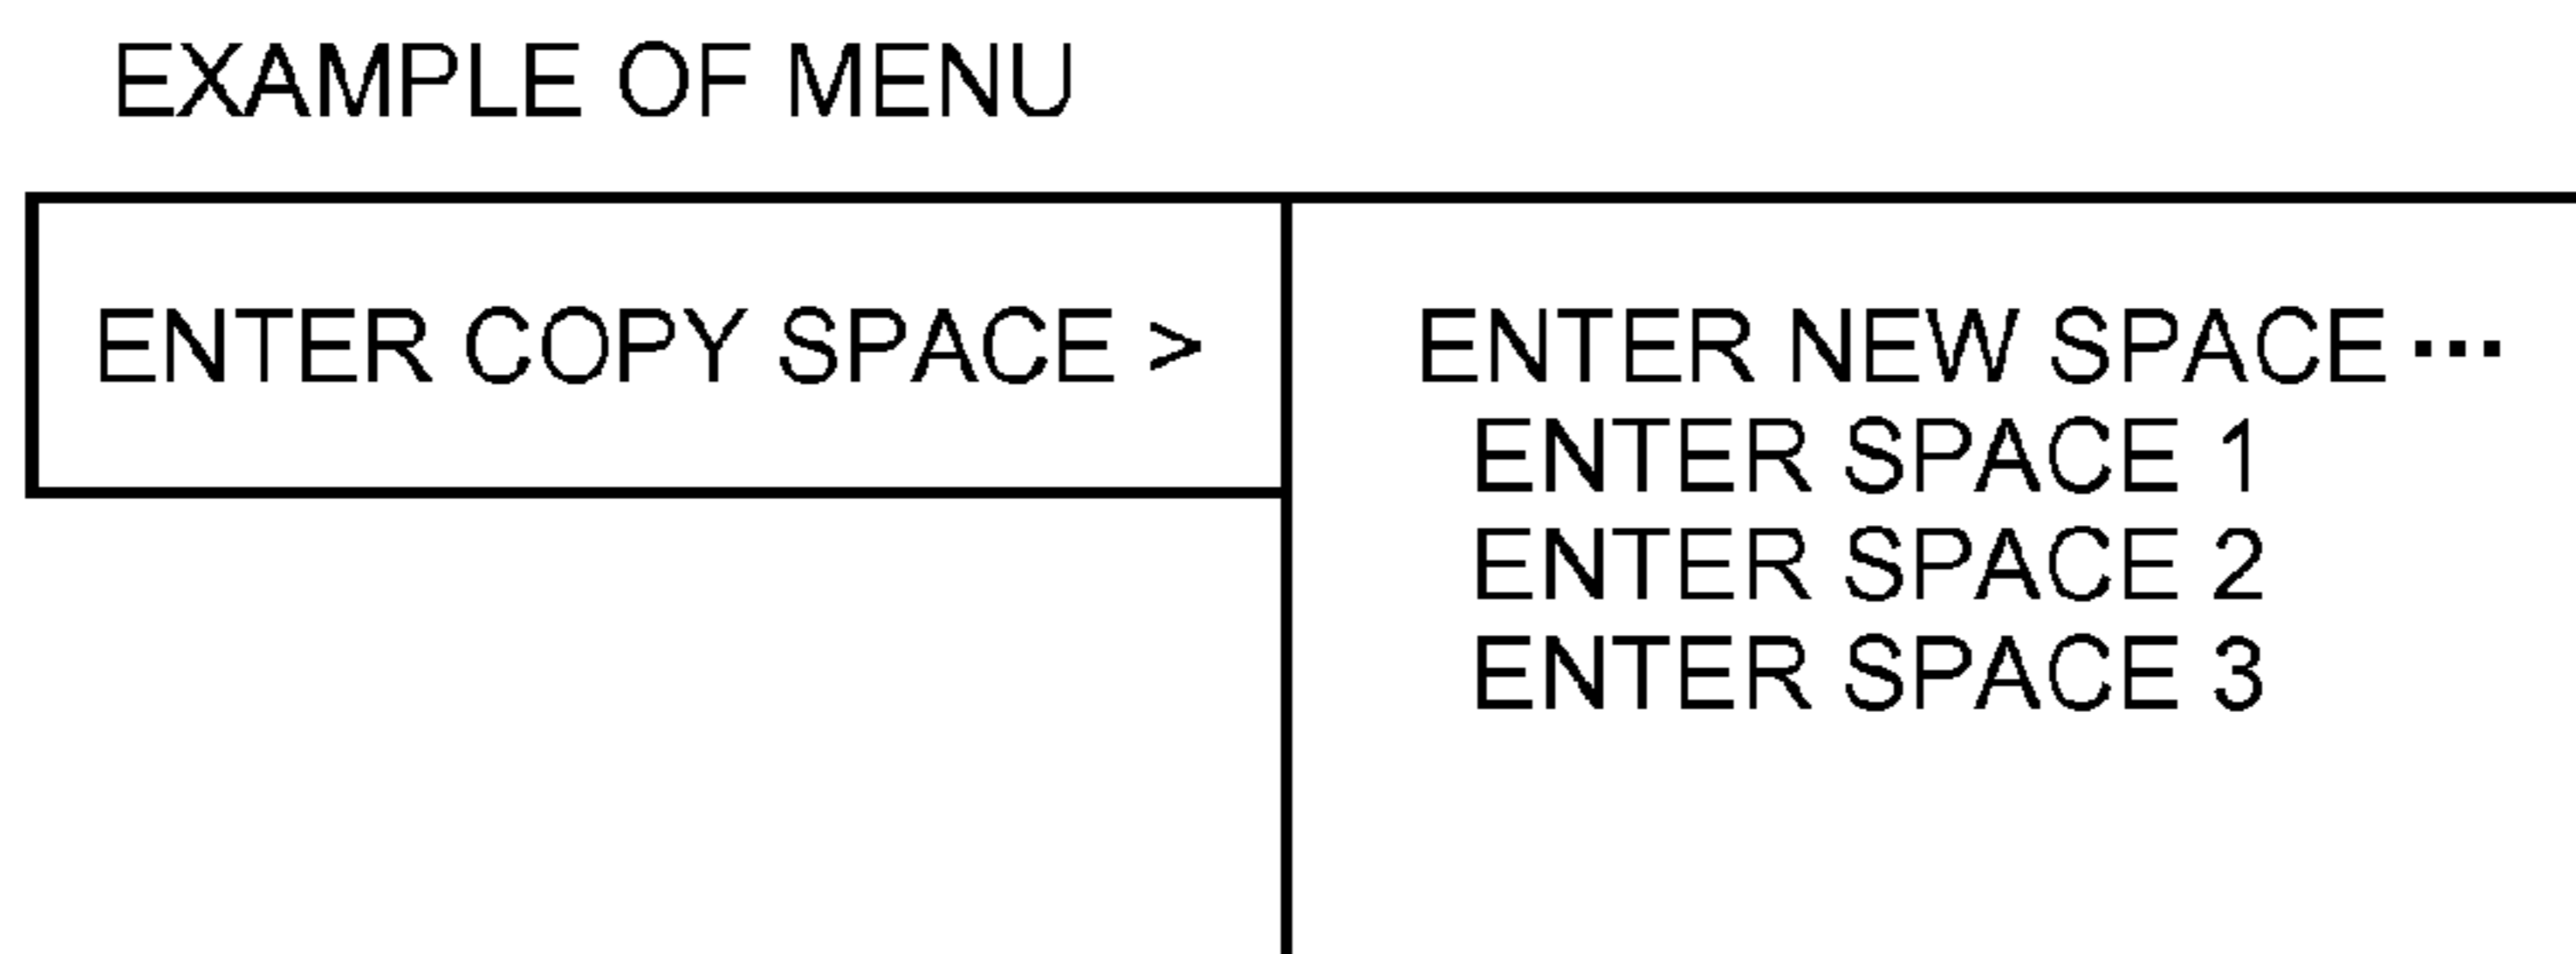 EXAMPLE OF MENU
ENTER COPY SPACE >
ENTER NEW SPACE ···
ENTER SPACE 1
ENTER SPACE 2
ENTER SPACE 3